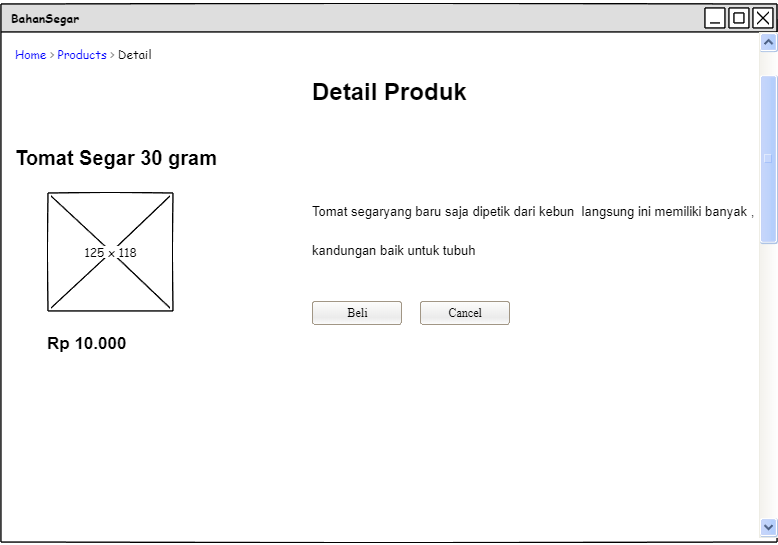 BahanSegar
Home > Products > Detail
Detail Produk
Tomat Segar 30 gram
125 x 118
Tomat segaryang baru saja dipetik dari kebun  langsung ini memiliki banyak ,
kandungan baik untuk tubuh
Beli
Cancel
Rp 10.000